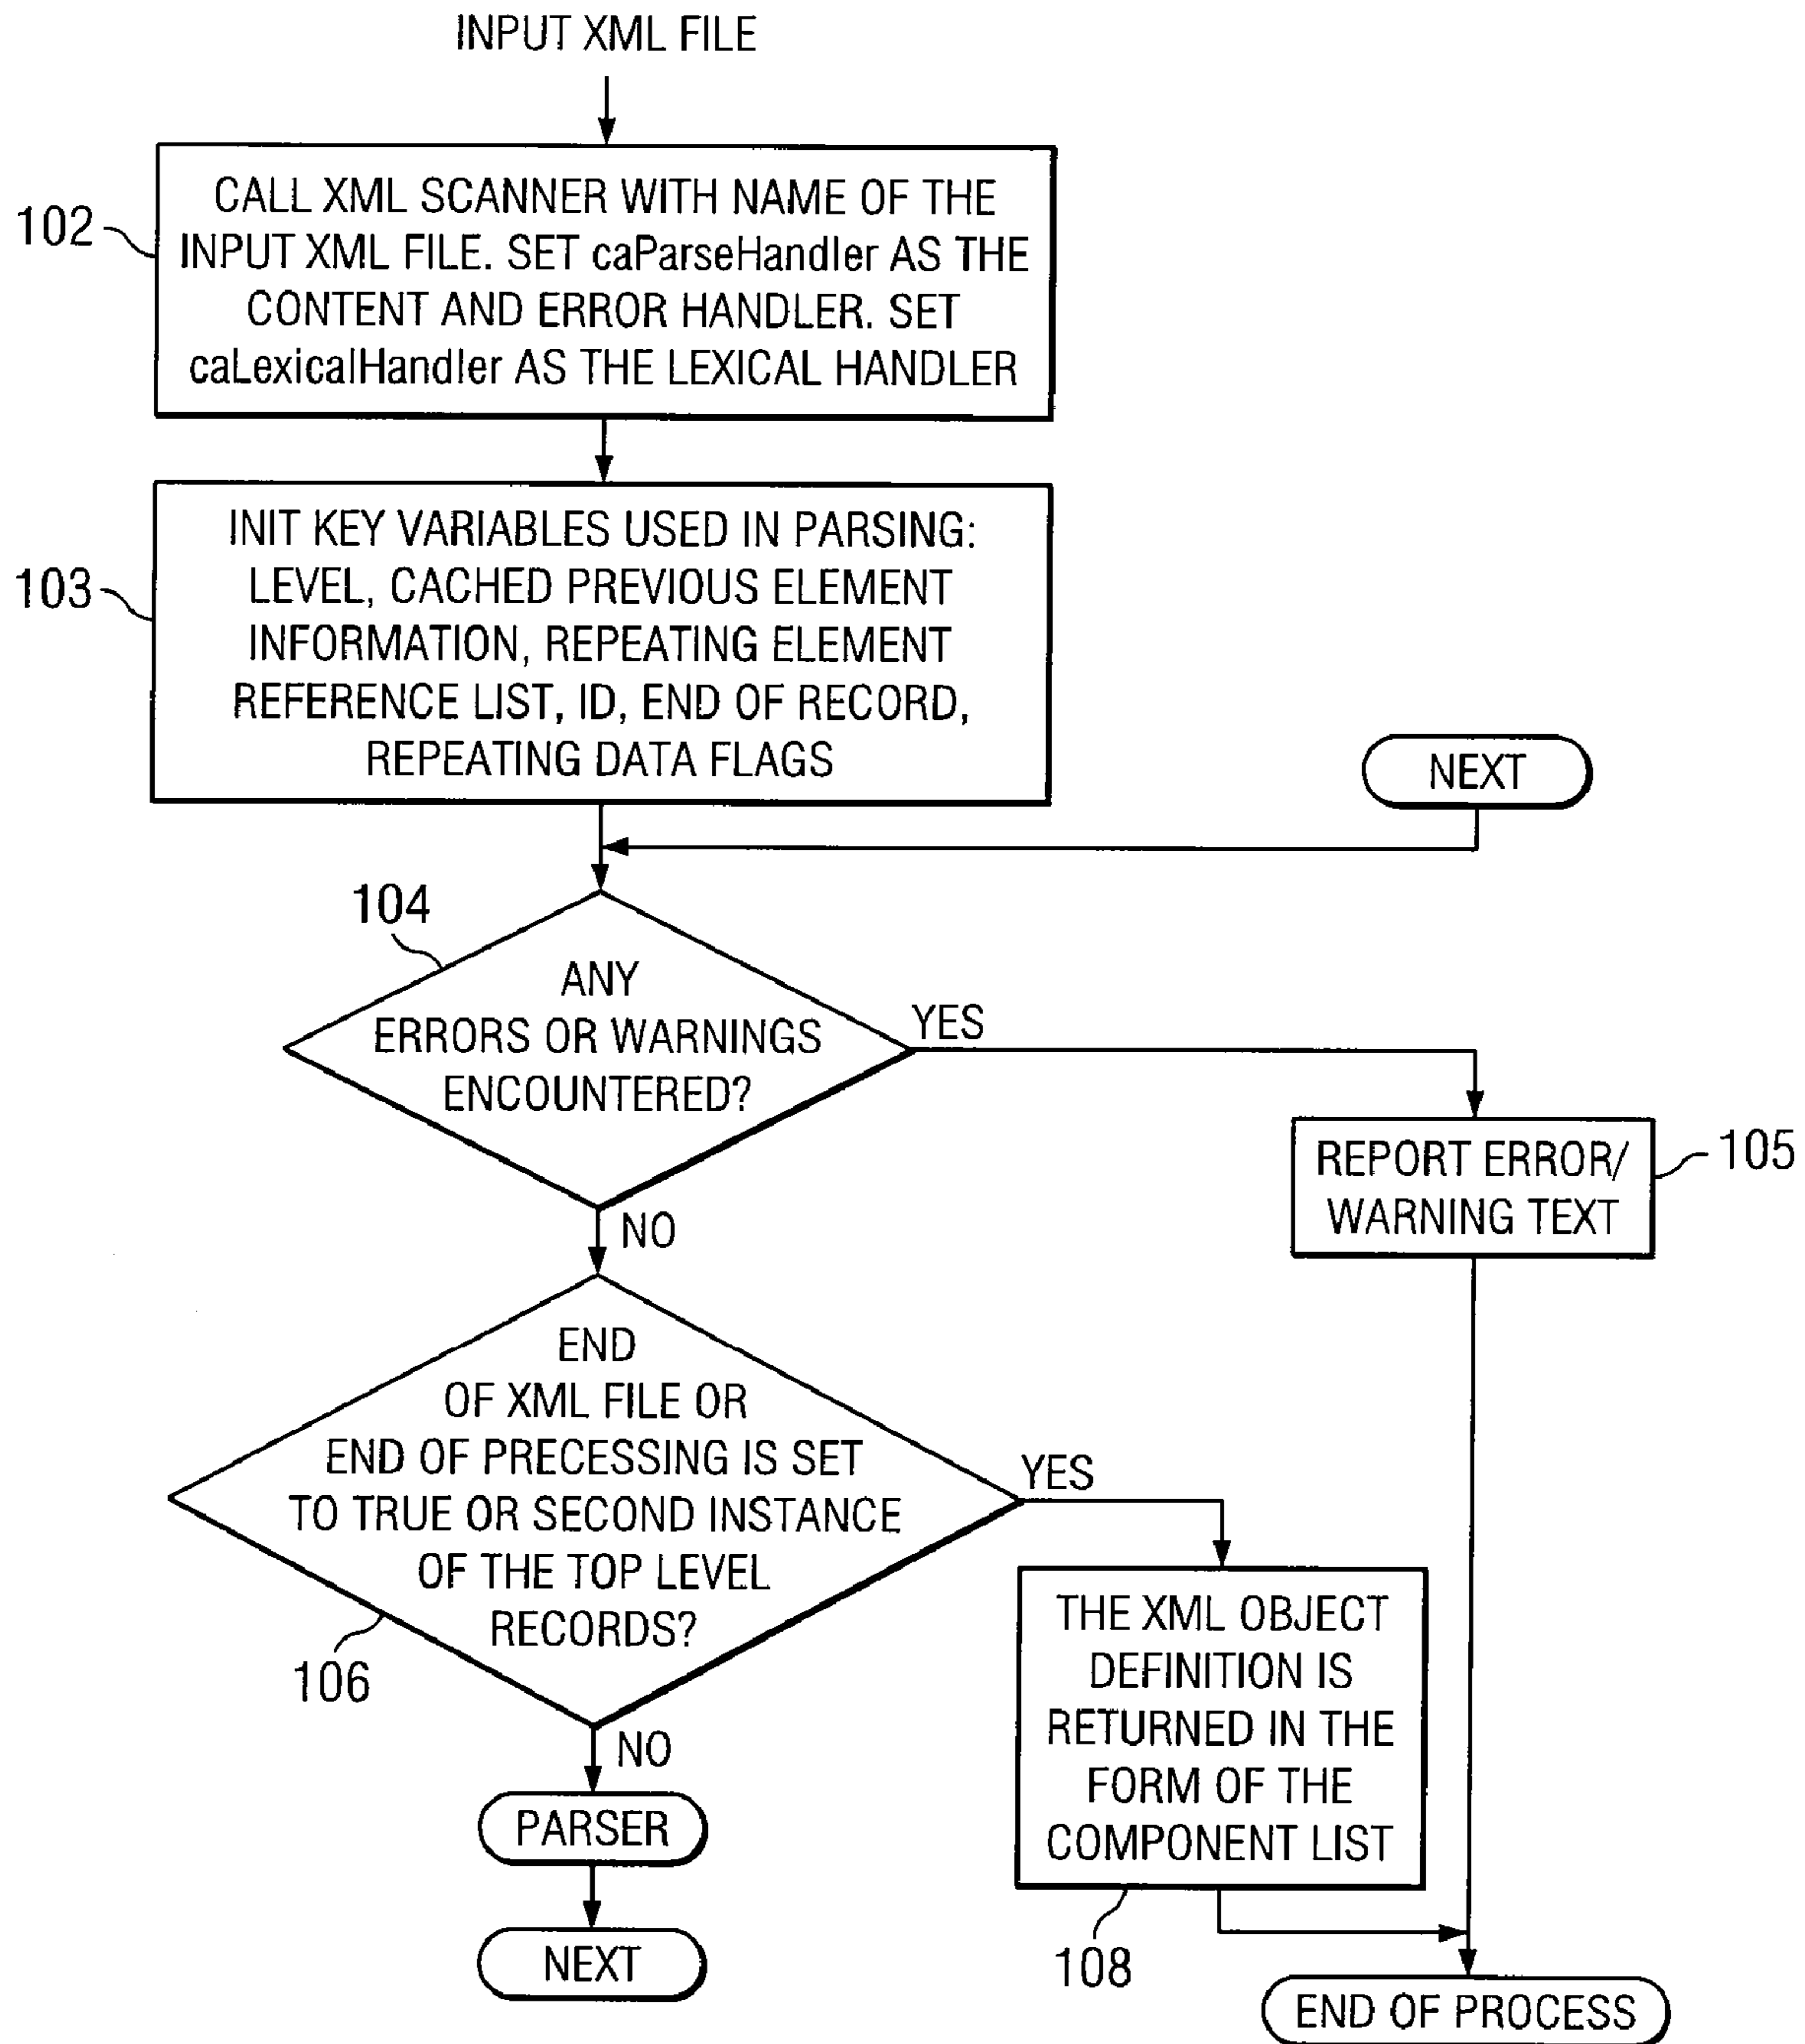 INPUT XML FILE
102
CALL XML SCANNER WITH NAME OF THE
INPUT XML FILE. SET caParseHandler AS THE
CONTENT AND ERROR HANDLER. SET
caLexicalHandler AS THE LEXICAL HANDLER
103
INIT KEY VARIABLES USED IN PARSING:
LEVEL, CACHED PREVIOUS ELEMENT
INFORMATION, REPEATING ELEMENT
REFERENCE LIST, ID, END OF RECORD,
REPEATING DATA FLAGS
NEXT
104
ANY
ERRORS OR WARNINGS
ENCOUNTERED?
YES
NO
REPORT ERROR/
WARNING TEXT
105
END
OF XML FILE OR
END OF PRECESSING IS SET
TO TRUE OR SECOND INSTANCE
OF THE TOP LEVEL
RECORDS?
106
YES
NO
THE XML OBJECT
DEFINITION IS
RETURNED IN THE
FORM OF THE
COMPONENT LIST
108
PARSER
NEXT
END OF PROCESS